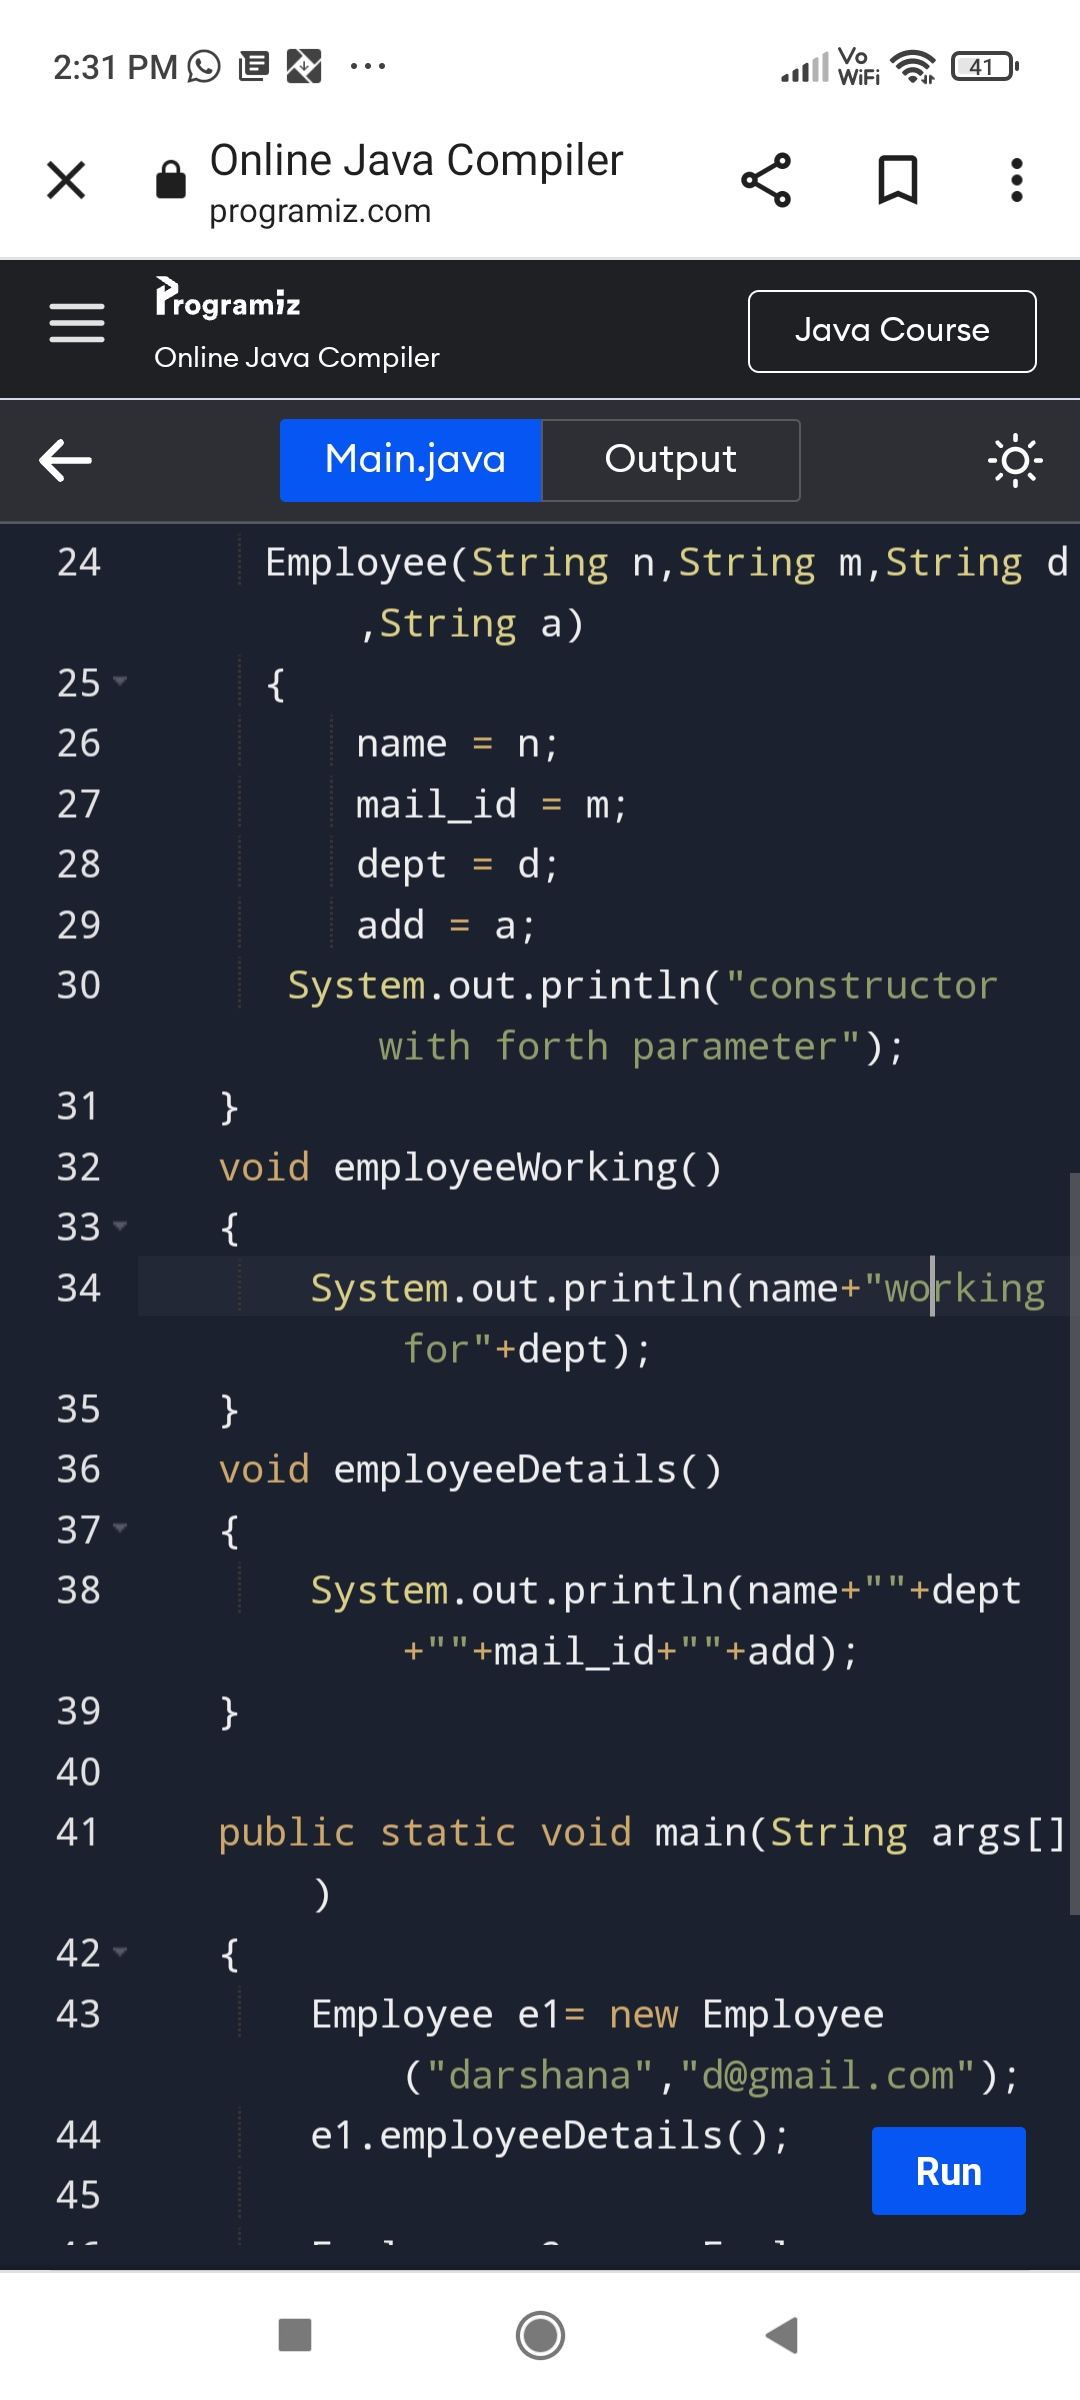 2:31 PM
Vo
WiFi
41
Online Java Compiler
programiz.com
Programiz
Online Java Compiler
Java Course
Main.java
Output
24 Employee(String n,String m,String d
,String a)
25 {
26 name = n;
27 mail_id = m;
28 dept = d;
29 add = a;
30 System.out.println("constructor
with forth parameter");
31 }
32 void employeeWorking()
33 {
34 System.out.println(name+"working
for"+dept);
35 }
36 void employeeDetails()
37 {
38 System.out.println(name+""+dept
+""+mail_id+""+add);
39 }
40
41 public static void main(String args[]
)
42 {
43 Employee e1= new Employee
("darshana","d@gmail.com");
44 e1.employeeDetails();
45
Run